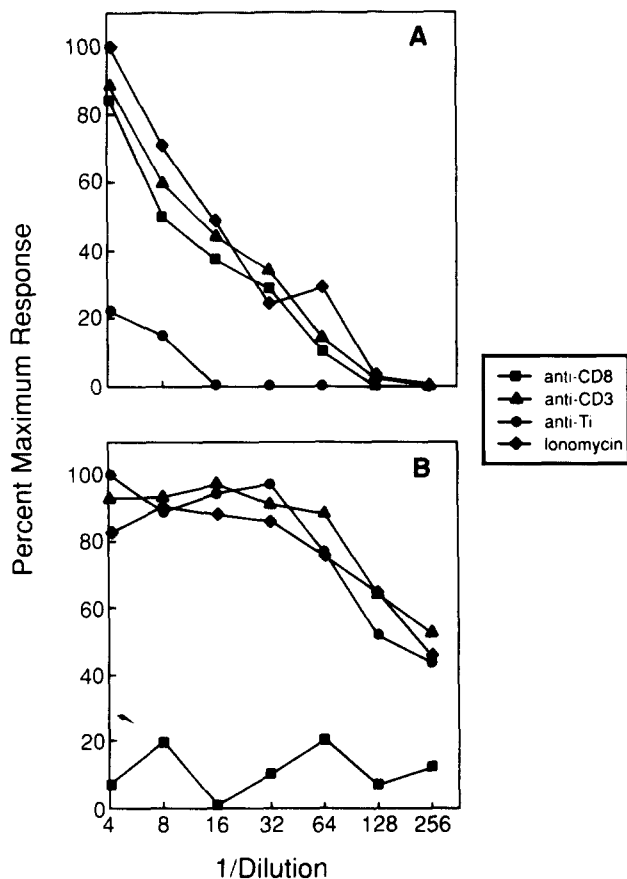 A
100
80
60
40
20
0
Percent Maximum Response
anti-CD8
anti-CD3
anti-Ti
Ionomycin
B
100
80
60
40
20
0
4 8 16 32 64 128 256
1/Dilution